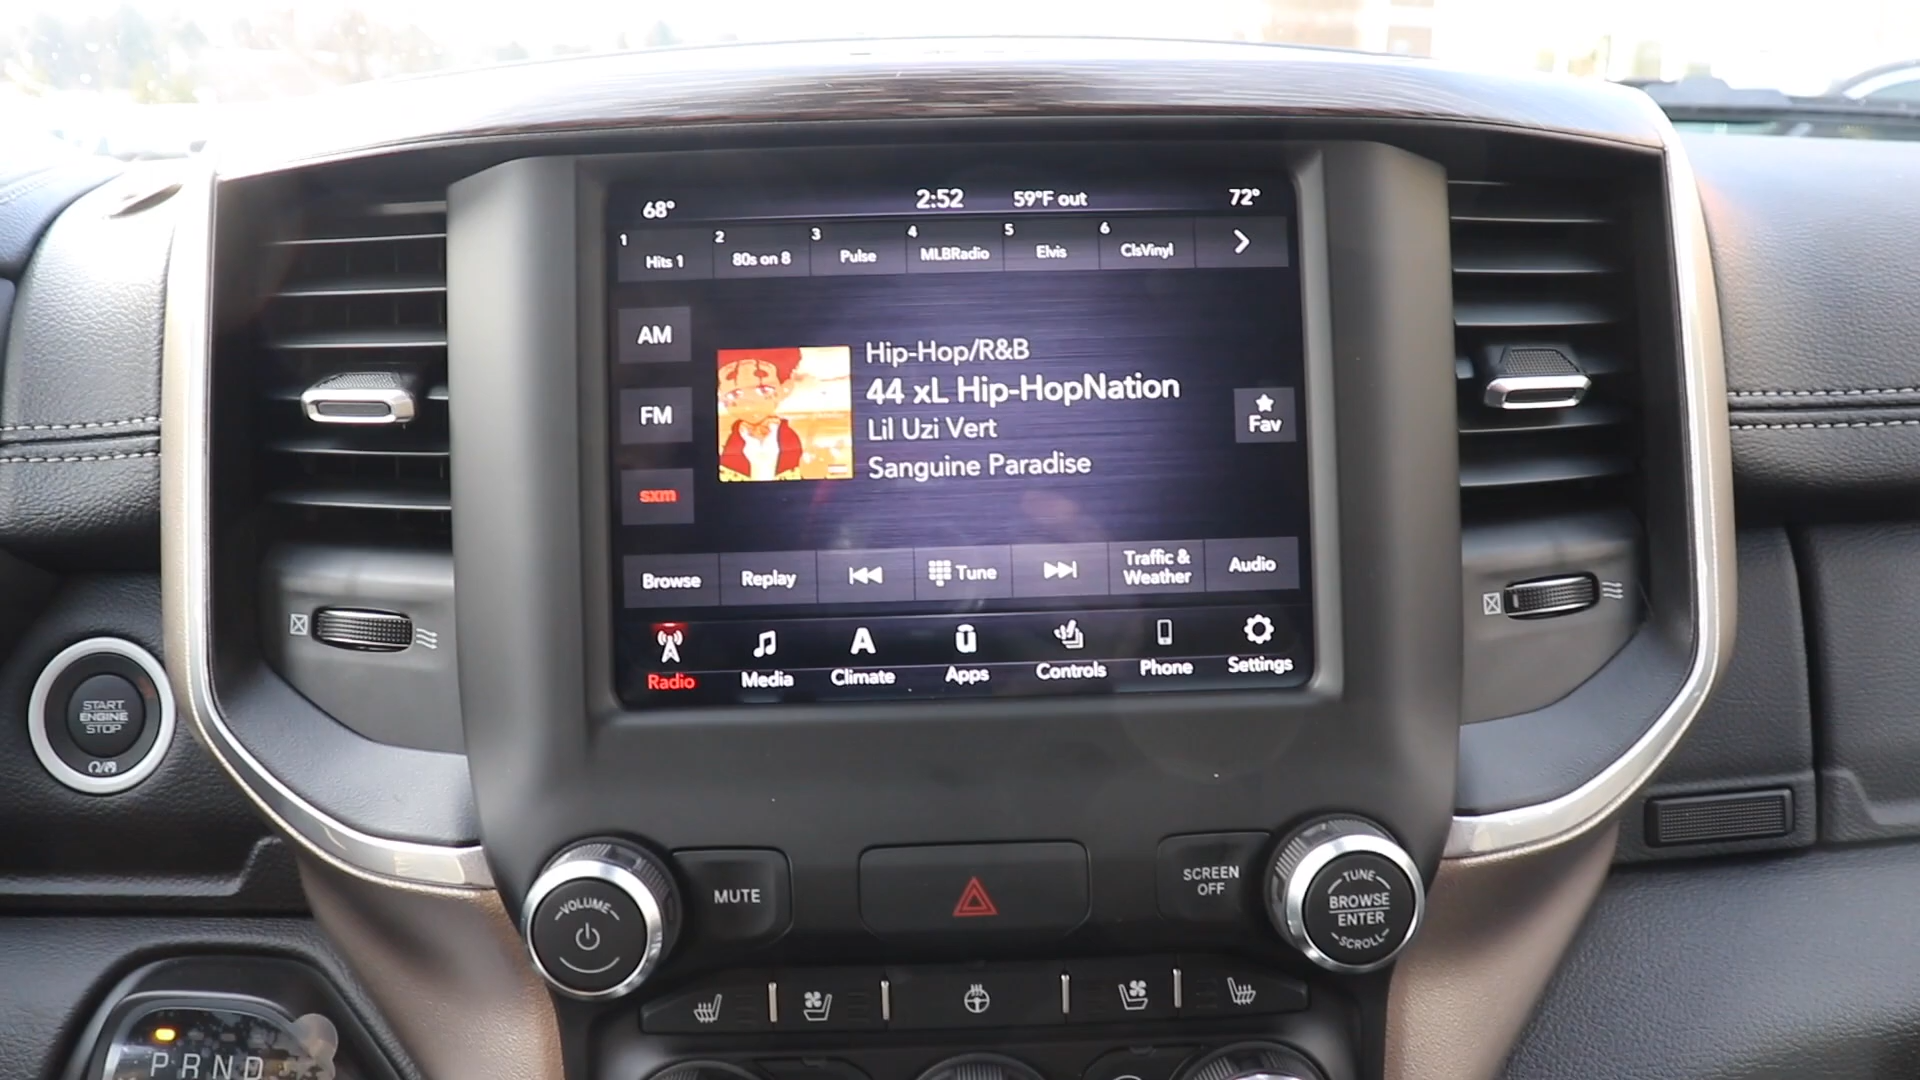 68°
2:52
59°F out
72°
1 Hits 1
2 80s on 8
3 Pulse
4 MLBRadio
5 Elvis
6 ClsVinyl
AM
FM
sxm
Hip-Hop/R&B
44 xL Hip-HopNation
Lil Uzi Vert
Sanguine Paradise
Fav
Browse
Replay
Tune
Traffic &
Weather
Audio
Radio
Media
A
Climate
Apps
Controls
Phone
Settings
START
ENGINE
STOP
VOLUME
MUTE
SCREEN
OFF
TUNE
BROWSE
ENTER
SCROLL
P R N D